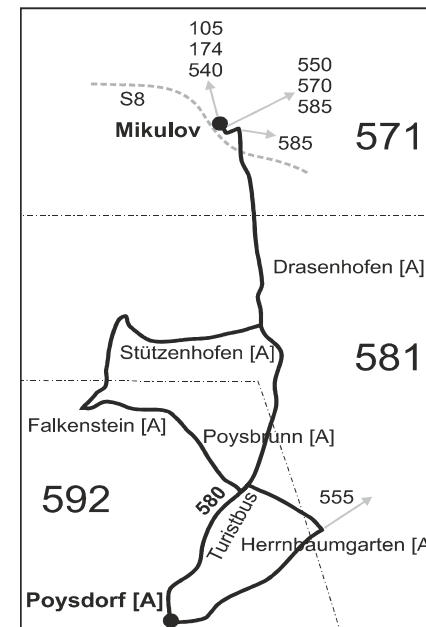 105
174
540
550
570
585
S8
Mikulov
585
571
Drasenhofen [A]
Stützenhofen [A]
581
Falkenstein [A]
Poysbrunn [A]
592
580
Turistbus
555
Herrnbaumgarten [A
Poysdorf [A]